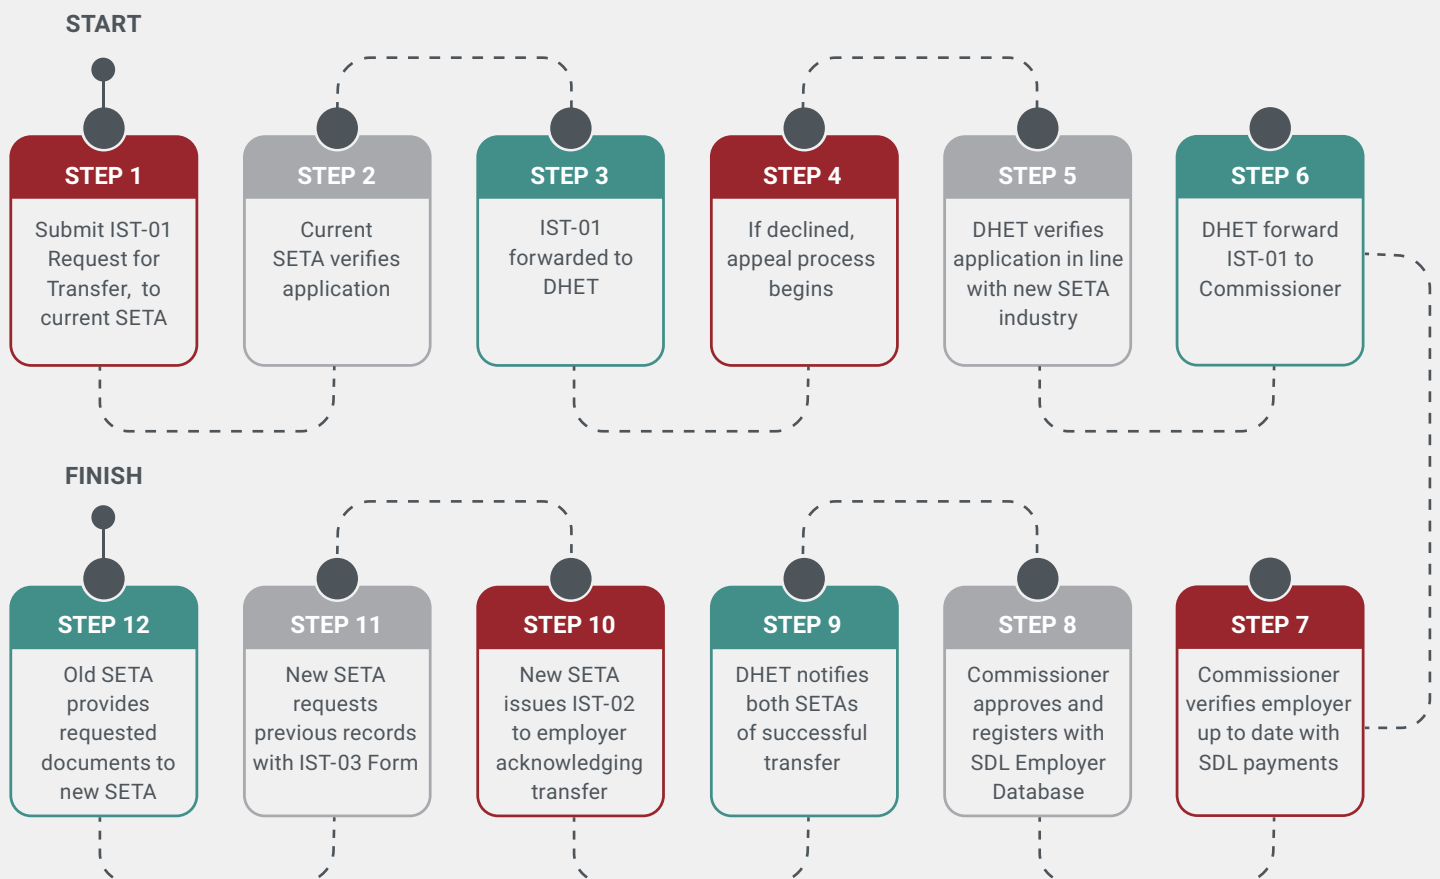 START
STEP 1
Submit IST-01
Request for
Transfer, to
current SETA
STEP 2
Current
SETA verifies
application
STEP 3
IST-01
forwarded to
DHET
STEP 4
If declined,
appeal process
begins
STEP 5
DHET verifies
application in line
with new SETA
industry
STEP 6
DHET forward
IST-01 to
Commissioner
STEP 7
Commissioner
verifies employer
up to date with
SDL payments
STEP 8
Commissioner
approves and
registers with
SDL Employer
Database
STEP 9
DHET notifies
both SETAs
of successful
transfer
STEP 10
New SETA
issues IST-02
to employer
acknowledging
transfer
STEP 11
New SETA
requests
previous records
with IST-03 Form
FINISH
STEP 12
Old SETA
provides
requested
documents to
new SETA